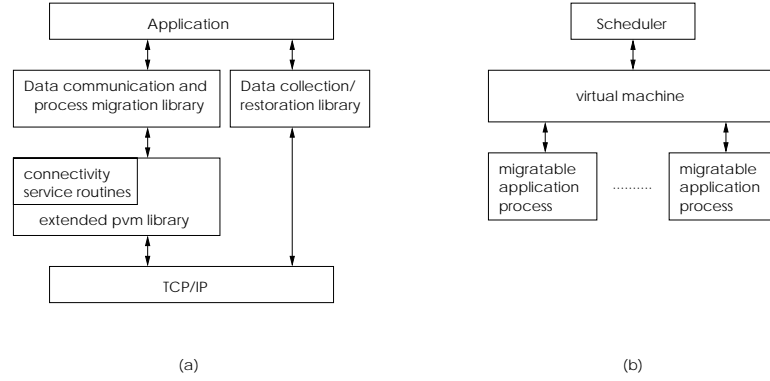 Application
Data communication and
process migration library
Data collection/
restoration library
connectivity
service routines
extended pvm library
TCP/IP
(a)
Scheduler
virtual machine
migratable
application
process
..........
migratable
application
process
(b)